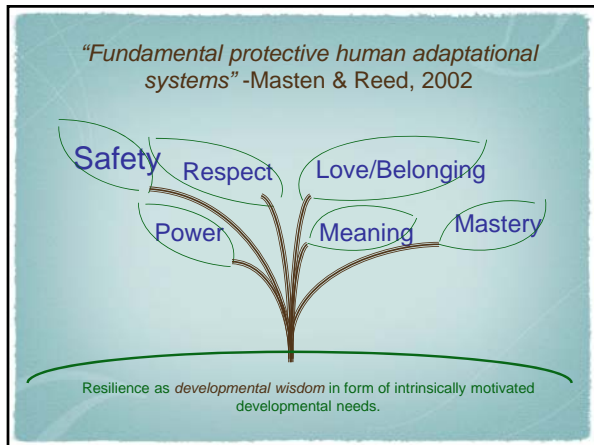 “Fundamental protective human adaptational
systems” -Masten & Reed, 2002
Safety
Respect
Love/Belonging
Power
Meaning
Mastery
Resilience as developmental wisdom in form of intrinsically motivated
developmental needs.